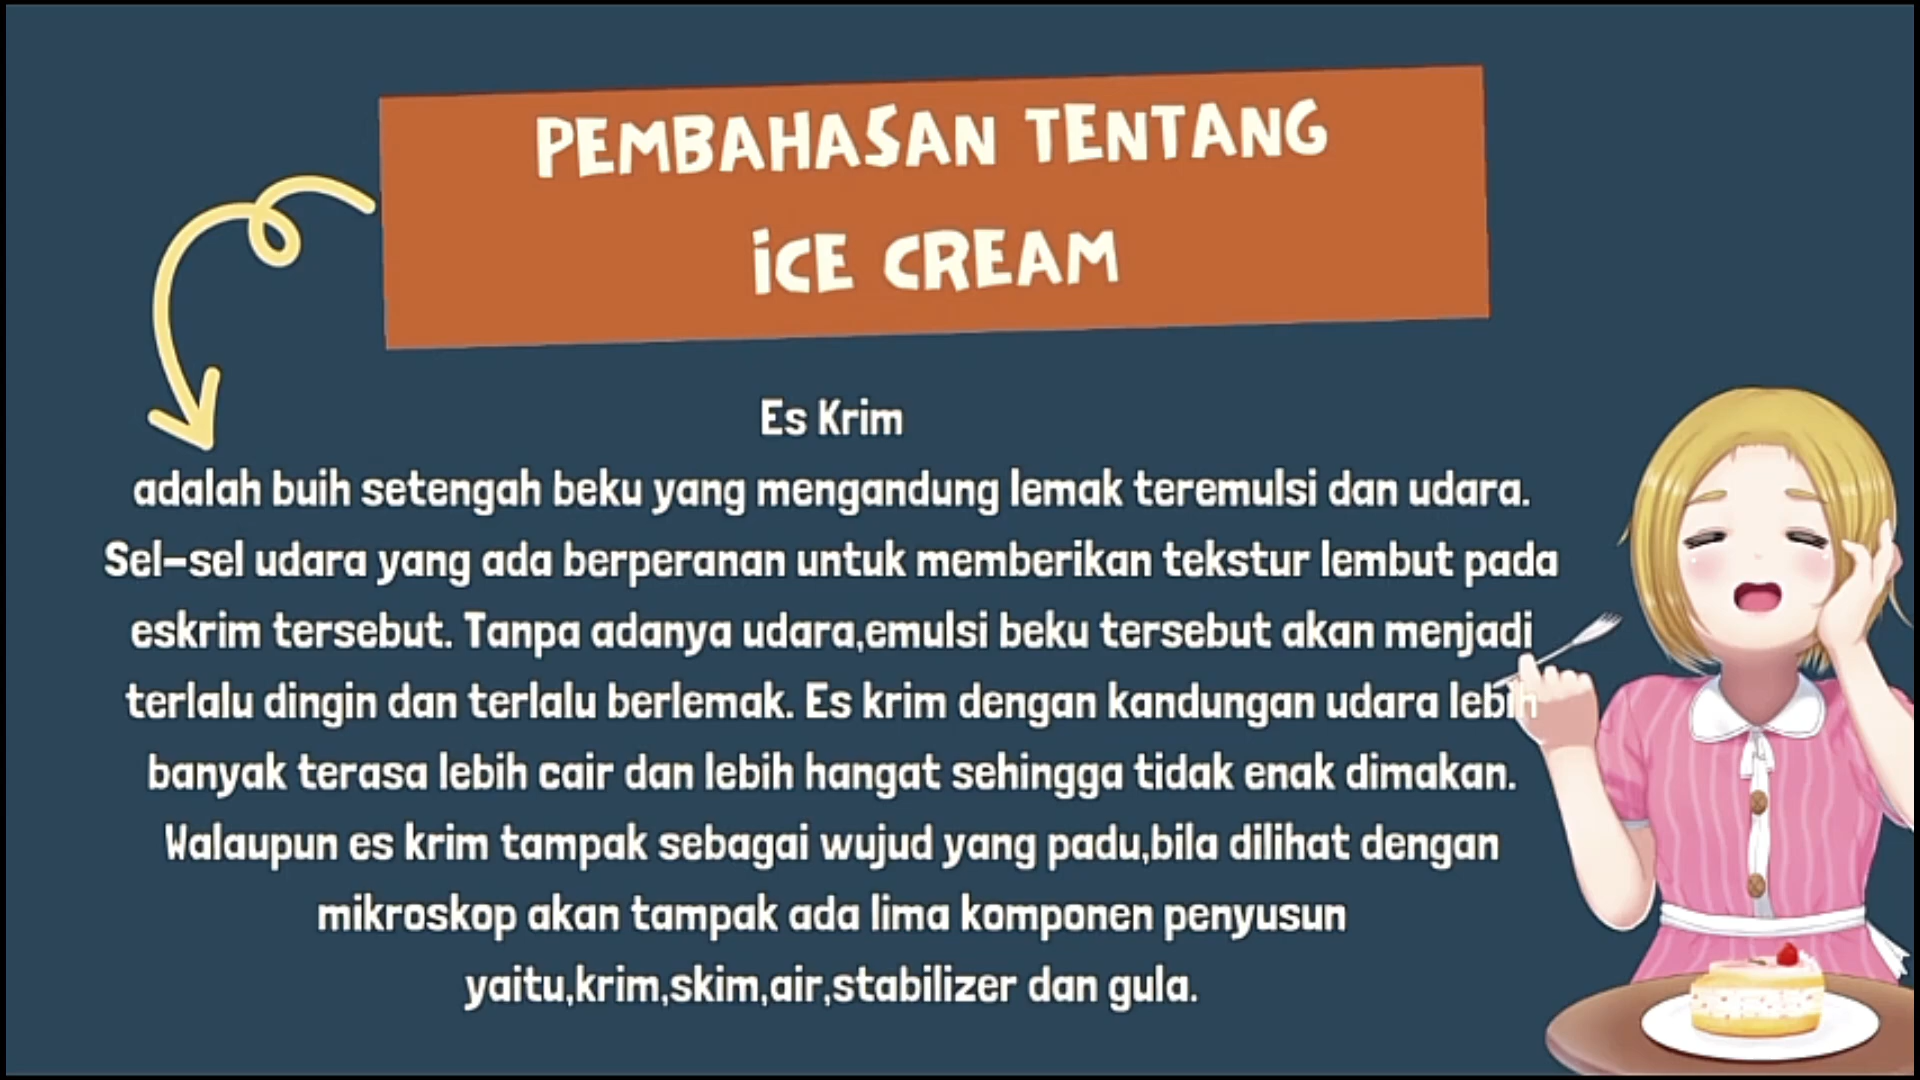 PEMBAHASAN TENTANG
iCE CREAM
Es Krim
adalah buih setengah beku yang mengandung lemak teremulsi dan udara.
Sel-sel udara yang ada berperanan untuk memberikan tekstur lembut pada
eskrim tersebut. Tanpa adanya udara,emulsi beku tersebut akan menjadi
terlalu dingin dan terlalu berlemak. Es krim dengan kandungan udara lebih
banyak terasa lebih cair dan lebih hangat sehingga tidak enak dimakan.
Walaupun es krim tampak sebagai wujud yang padu,bila dilihat dengan
mikroskop akan tampak ada lima komponen penyusun
yaitu,krim,skim,air,stabilizer dan gula.